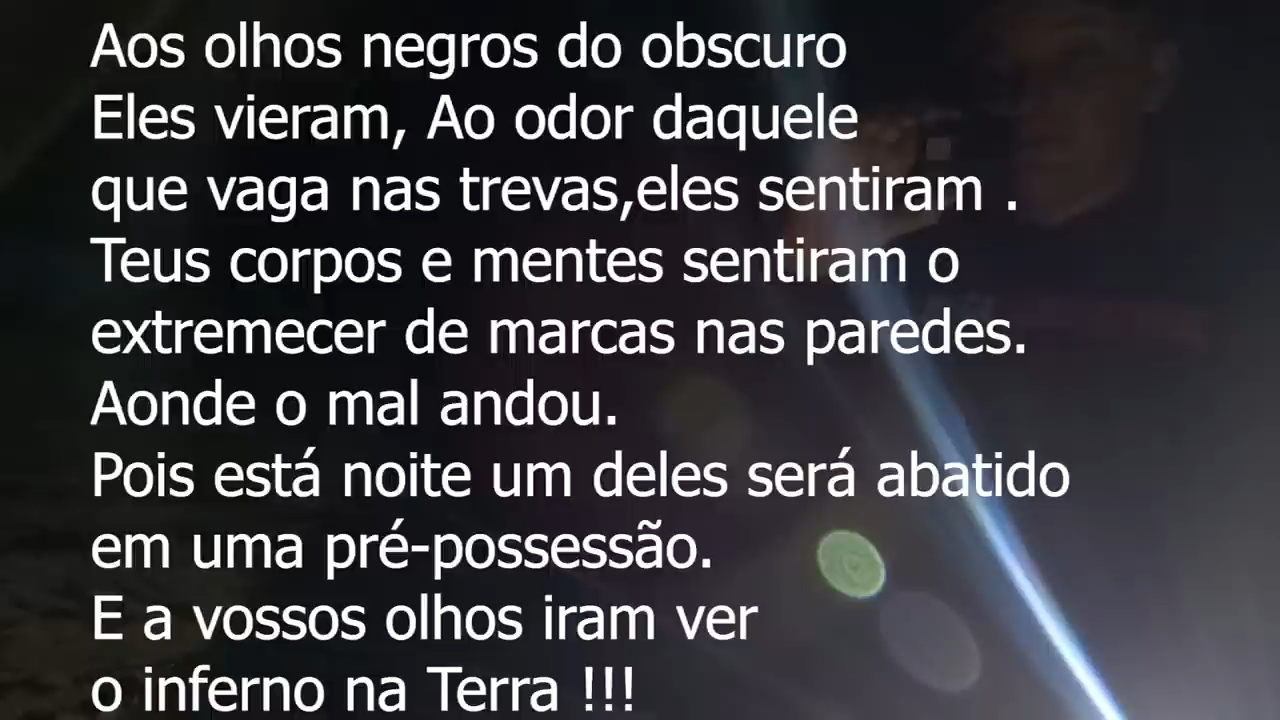 Aos olhos negros do obscuro
Eles vieram, Ao odor daquele
que vaga nas trevas,eles sentiram .
Teus corpos e mentes sentiram o
extremecer de marcas nas paredes.
Aonde o mal andou.
Pois está noite um deles será abatido
em uma pré-possessão.
E a vossos olhos iram ver
o inferno na Terra !!!